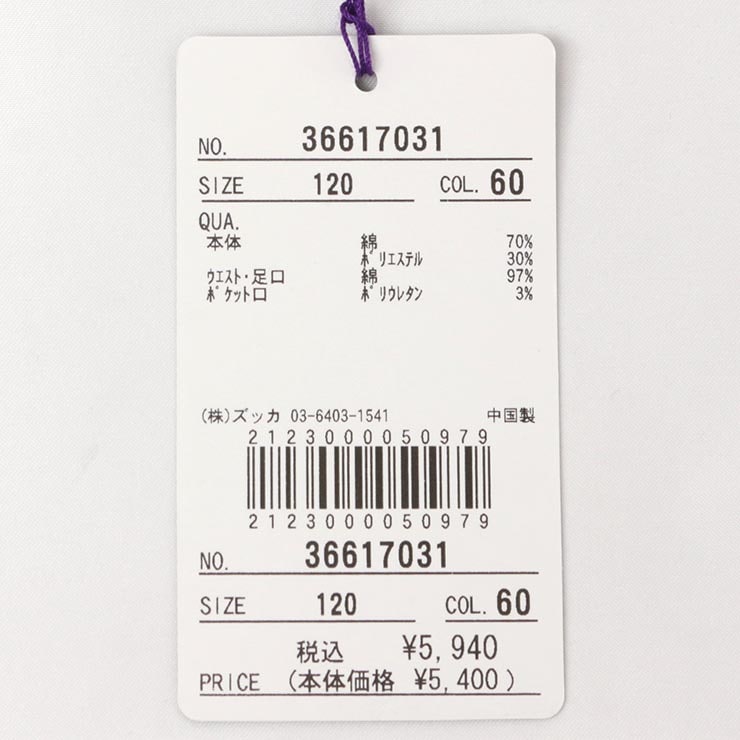 NO. 36617031
SIZE 120 COL. 60
QUA.
本体 綿 70%
ﾎﾟﾘｴｽﾃﾙ 30%
ｳｴｽﾄ・足口 綿 97%
ﾎﾟｹｯﾄ口 ﾎﾟﾘｳﾚﾀﾝ 3%
(株)ズッカ 03-6403-1541 中国製
2123000050979
2123000050979
NO. 36617031
SIZE 120 COL. 60
税込 ¥5,940
PRICE (本体価格 ¥5,400)